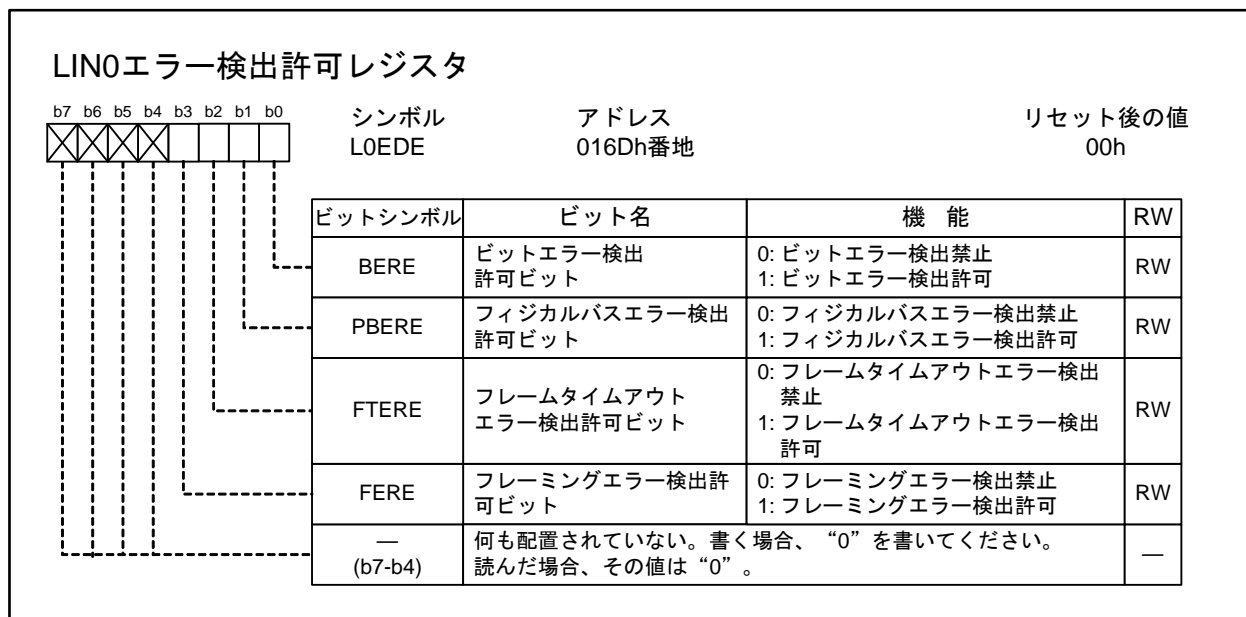 LIN0エラー検出許可レジスタ
b7 b6 b5 b4 b3 b2 b1 b0
シンボル アドレス リセット後の値
L0EDE 016Dh番地 00h
ビットシンボル ビット名 機 能 RW
BERE ビットエラー検出 0: ビットエラー検出禁止 RW
許可ビット 1: ビットエラー検出許可
PBERE フィジカルバスエラー検出 0: フィジカルバスエラー検出禁止 RW
許可ビット 1: フィジカルバスエラー検出許可
FTERE フレームタイムアウト 0: フレームタイムアウトエラー検出 RW
エラー検出許可ビット 禁止
1: フレームタイムアウトエラー検出
許可
FERE フレーミングエラー検出許 0: フレーミングエラー検出禁止 RW
可ビット 1: フレーミングエラー検出許可
— 何も配置されていない。書く場合、“0”を書いてください。 —
(b7-b4) 読んだ場合、その値は“0”。